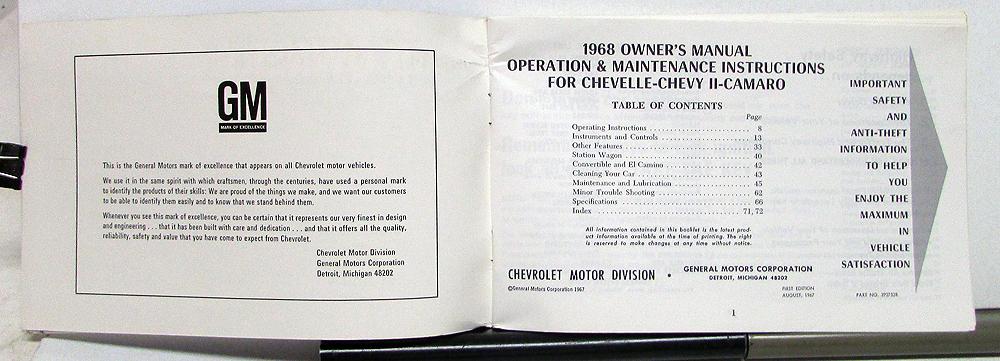 GM
MARK OF EXCELLENCE
This is the General Motors mark of excellence that appears on all Chevrolet motor vehicles.
We use it in the same spirit with which craftsmen, through the centuries, have used a personal mark
to identify the products of their skills: We are proud of the things we make, and we want our customers
to be able to identify them easily and to know that we stand behind them.
Whenever you see this mark of excellence, you can be certain that it represents our very finest in design
and engineering . . . that it has been built with care and dedication . . . and that it offers all the quality,
reliability, safety and value that you have come to expect from Chevrolet.
Chevrolet Motor Division
General Motors Corporation
Detroit, Michigan 48202
1968 OWNER'S MANUAL
OPERATION & MAINTENANCE INSTRUCTIONS
FOR CHEVELLE-CHEVY II-CAMARO
TABLE OF CONTENTS
Page
Operating Instructions . . . . . . . . . . . . . . . . . . . . . . . . . . 8
Instruments and Controls . . . . . . . . . . . . . . . . . . . . . . . 13
Other Features . . . . . . . . . . . . . . . . . . . . . . . . . . . . . . 33
Station Wagon . . . . . . . . . . . . . . . . . . . . . . . . . . . . . . 40
Convertible and El Camino . . . . . . . . . . . . . . . . . . . . . 42
Cleaning Your Car . . . . . . . . . . . . . . . . . . . . . . . . . . . 43
Maintenance and Lubrication . . . . . . . . . . . . . . . . . . . 45
Minor Trouble Shooting . . . . . . . . . . . . . . . . . . . . . . . 62
Specifications . . . . . . . . . . . . . . . . . . . . . . . . . . . . . . 66
Index . . . . . . . . . . . . . . . . . . . . . . . . . . . . . . . . . . 71, 72
All information contained in this booklet is the latest prod-
uct information available at the time of printing. The right
is reserved to make changes at any time without notice.
CHEVROLET MOTOR DIVISION •
GENERAL MOTORS CORPORATION
DETROIT, MICHIGAN 48202
©General Motors Corporation 1967
FIRST EDITION
AUGUST, 1967
PART NO. 3937328
1
IMPORTANT
SAFETY
AND
ANTI-THEFT
INFORMATION
TO HELP
YOU
ENJOY THE
MAXIMUM
IN
VEHICLE
SATISFACTION